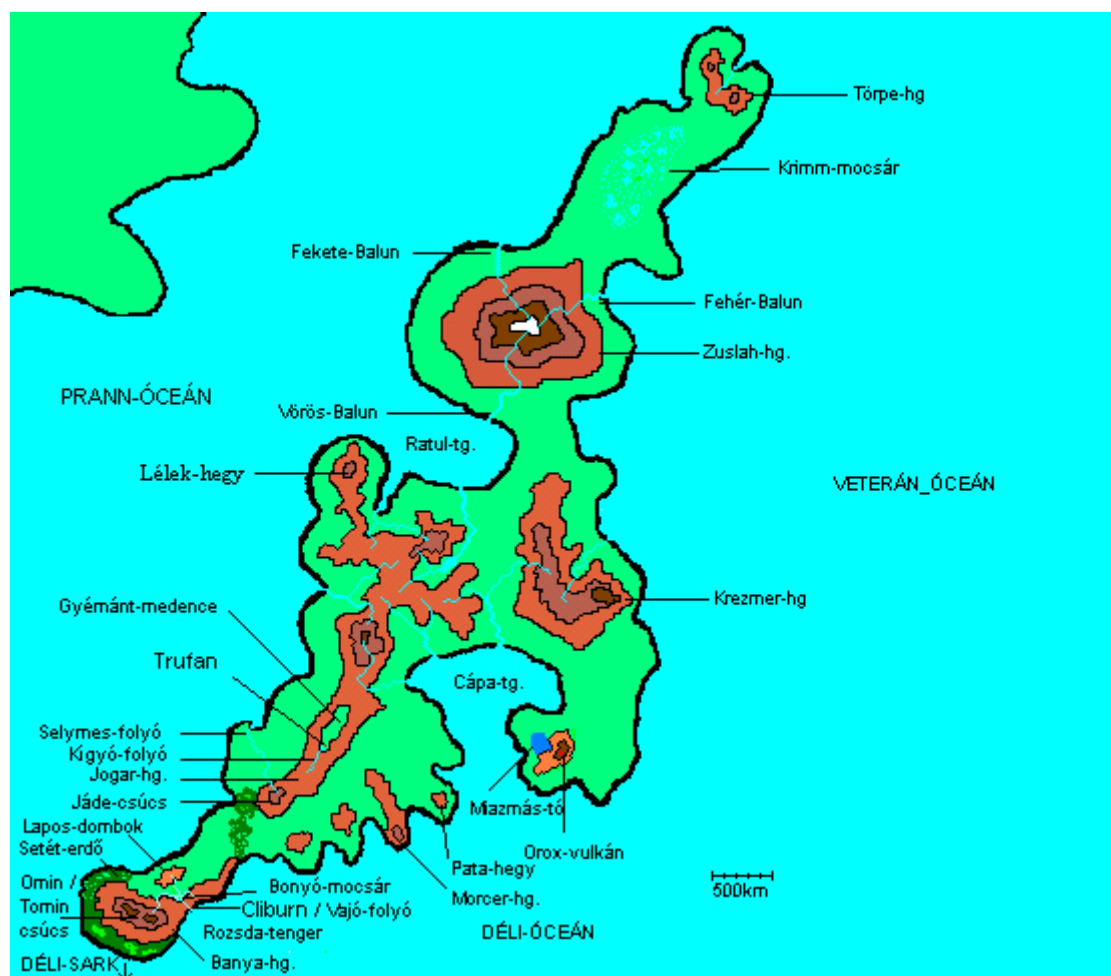 Törpe-hg
Krimm-mocsár
Fekete-Balun
Fehér-Balun
Zuslah-hg.
PRANN-ÓCEÁN
Vörös-Balun
Ratul-tg.
Lélek-hegy
VETERÁN_ÓCEÁN
Gyémánt-medence
Krezmer-hg
Trufan
Cápa-tg.
Selymes-folyó
Kígyó-folyó
Jogar-hg.
Jáde-csúcs
Miazmás-tó
Lapos-dombok
Setét-erdő
Orox-vulkán
Pata-hegy
500km
Omin /
Tomin
csúcs
Bonyó-mocsár
Morcer-hg.
Cliburn / Vajó-folyó
Rozsda-tenger
DÉLI-ÓCEÁN
Banya-hg.
DÉLI-SARK